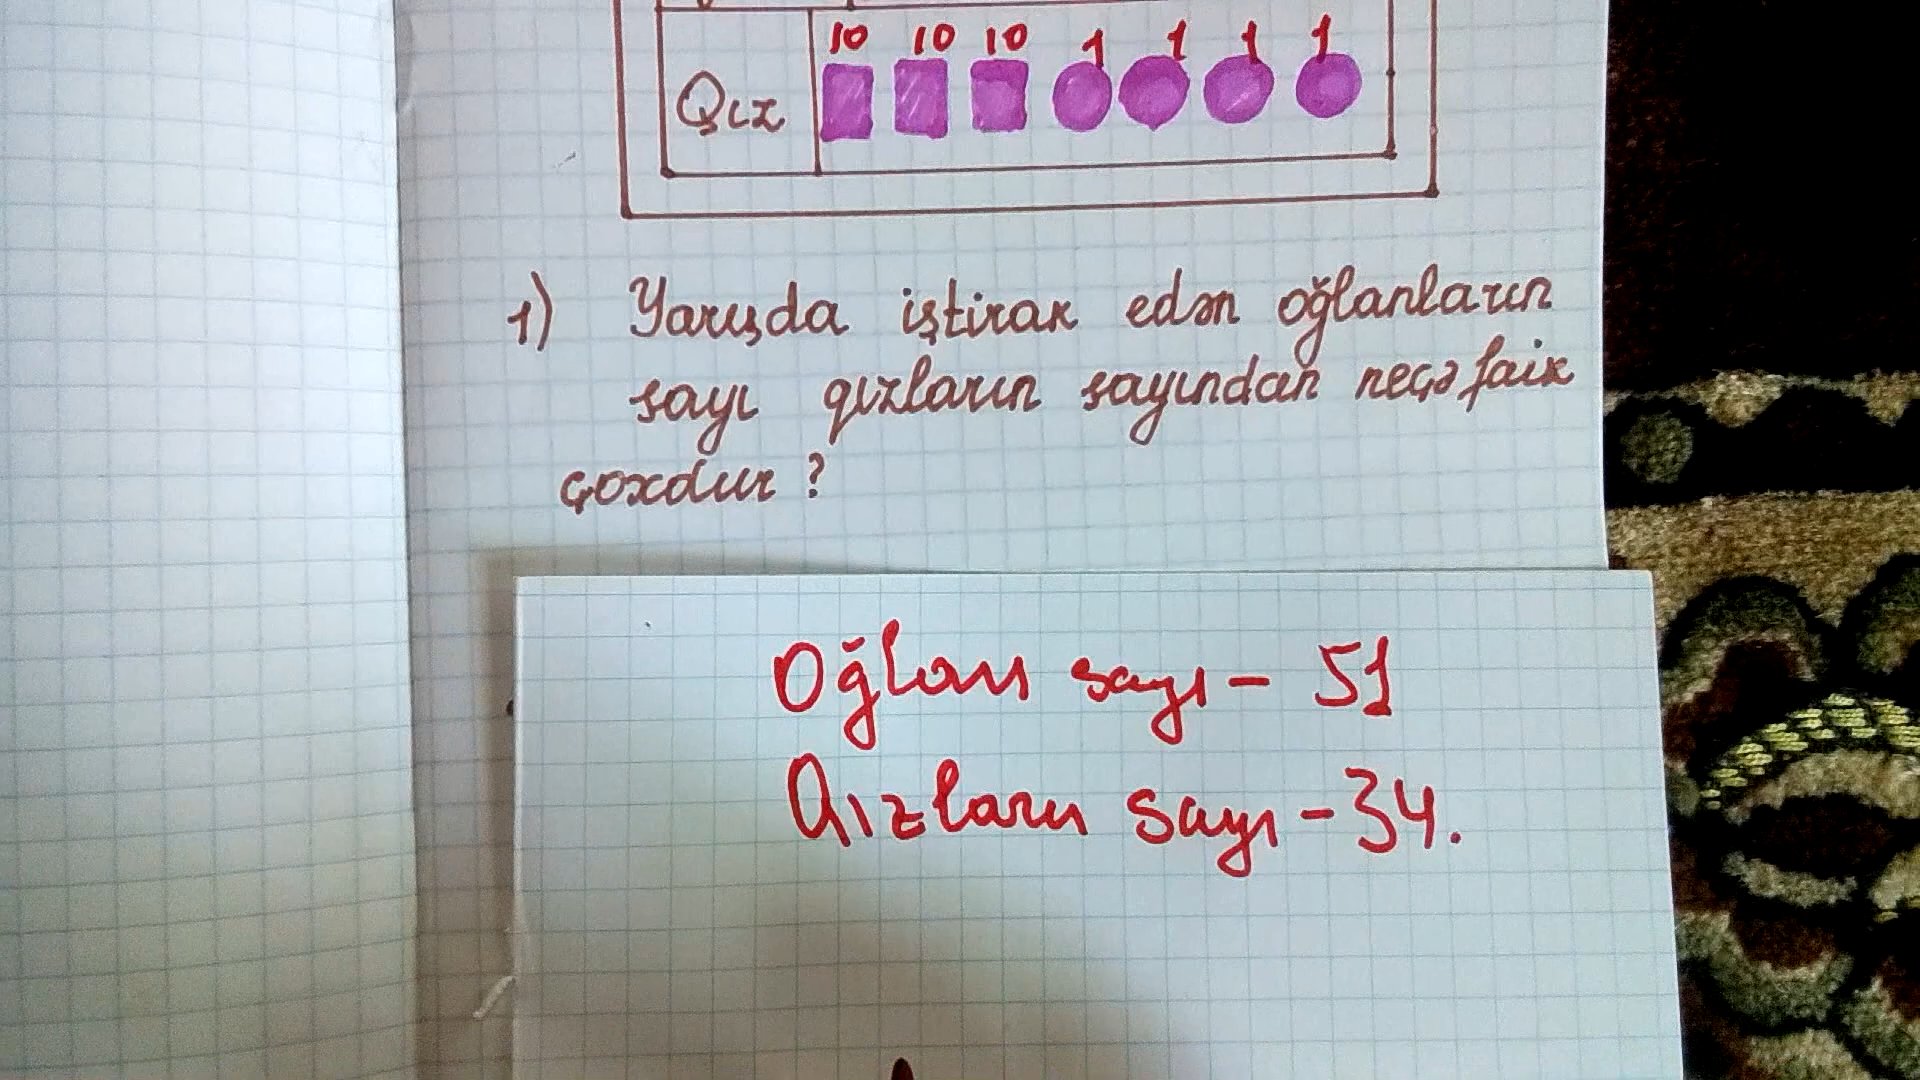 10 10 10 1 1 1 1
Qız
1) Yarışda iştirak edən oğlanların
sayı qızların sayından neçə faiz
çoxdur?
Oğlan sayı - 51
Qızların sayı - 34.